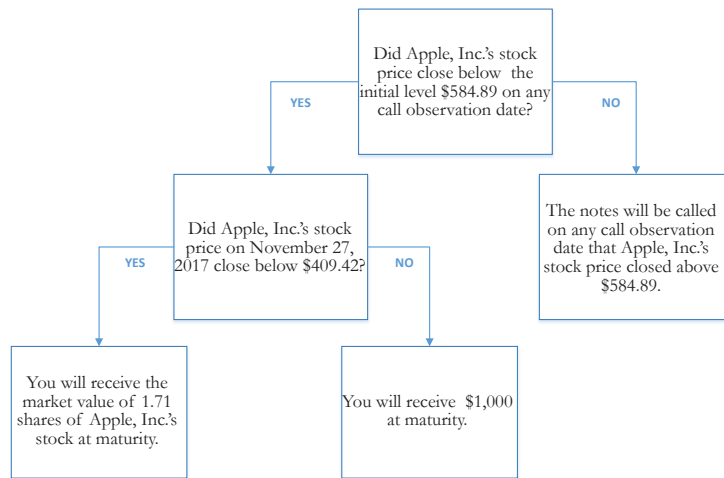 Did Apple, Inc.'s stock
price close below the
initial level $584.89 on any
call observation date?
YES
NO
Did Apple, Inc.'s stock
price on November 27,
2017 close below $409.42?
The notes will be called
on any call observation
date that Apple, Inc.'s
stock price closed above
$584.89.
YES
NO
You will receive the
market value of 1.71
shares of Apple, Inc.'s
stock at maturity.
You will receive $1,000
at maturity.